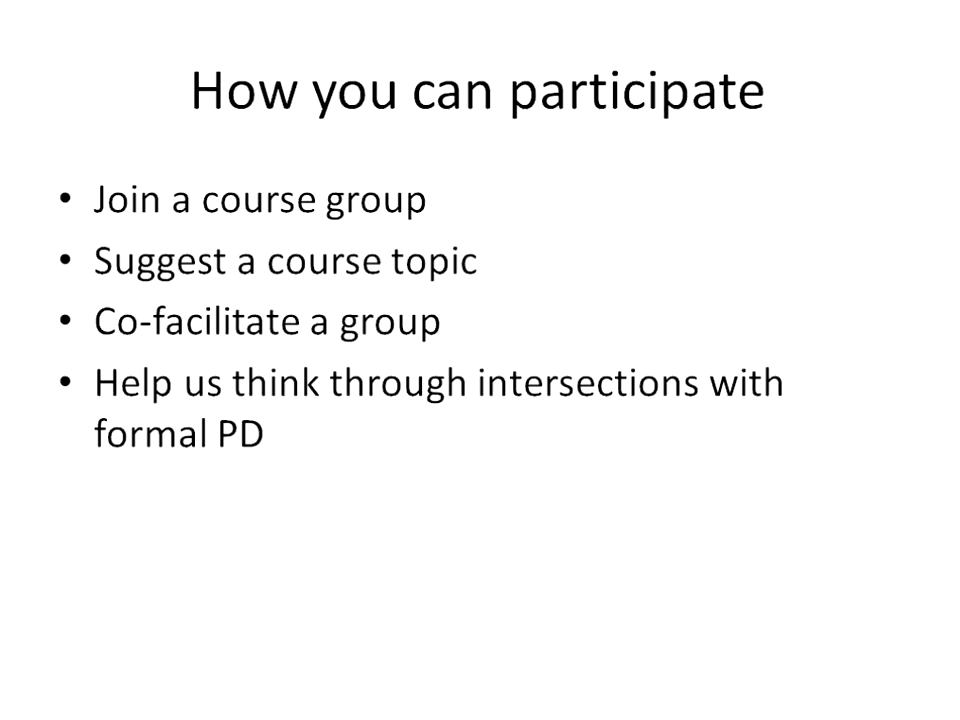 How you can participate
• Join a course group
• Suggest a course topic
• Co-facilitate a group
• Help us think through intersections with
formal PD